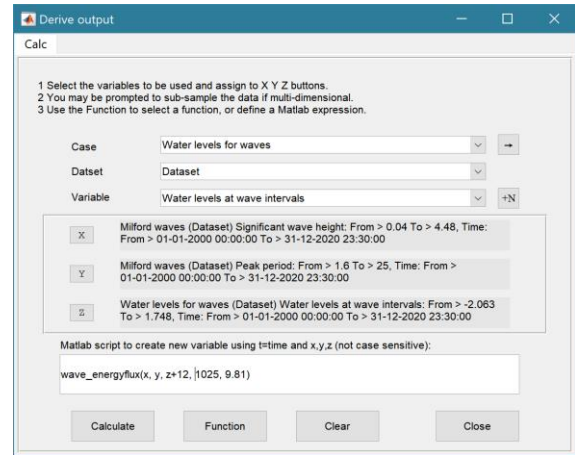 Derive output
Calc
1 Select the variables to be used and assign to X Y Z buttons.
2 You may be prompted to sub-sample the data if multi-dimensional.
3 Use the Function to select a function, or define a Matlab expression.
Case Water levels for waves →
Datset Dataset
Variable Water levels at wave intervals +N
X Milford waves (Dataset) Significant wave height: From > 0.04 To > 4.48, Time:
From > 01-01-2000 00:00:00 To > 31-12-2020 23:30:00
Y Milford waves (Dataset) Peak period: From > 1.6 To > 25, Time: From >
01-01-2000 00:00:00 To > 31-12-2020 23:30:00
Z Water levels for waves (Dataset) Water levels at wave intervals: From > -2.063
To > 1.748, Time: From > 01-01-2000 00:00:00 To > 31-12-2020 23:30:00
Matlab script to create new variable using t=time and x,y,z (not case sensitive):
wave_energyflux(x, y, z+12, 1025, 9.81)
Calculate Function Clear Close